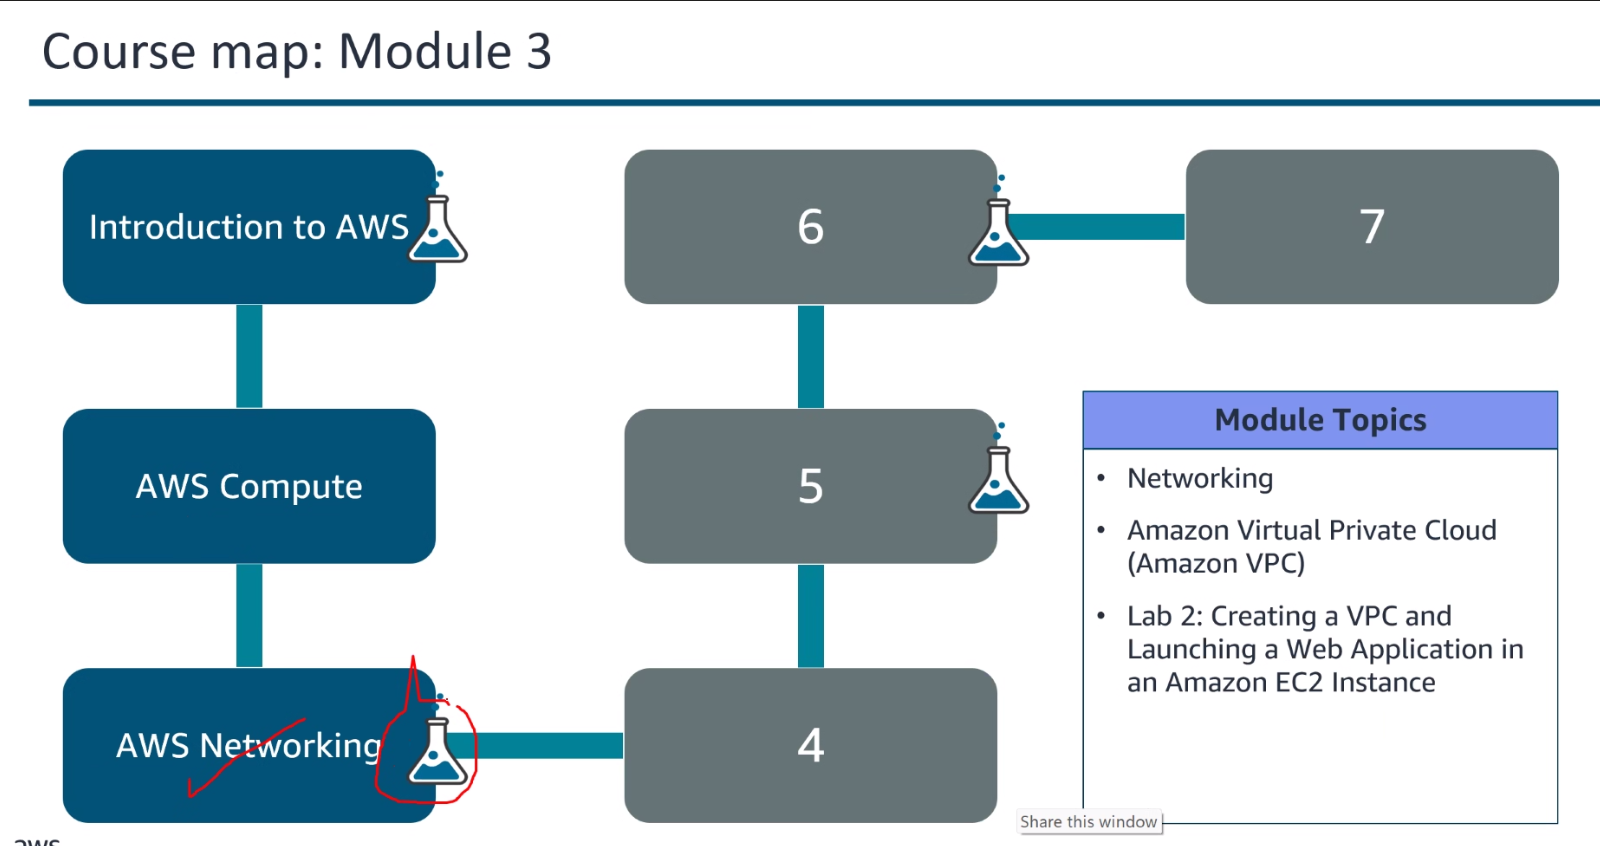 Course map: Module 3
Introduction to AWS
6
7
AWS Compute
5
AWS Networking
4
Module Topics
• Networking
• Amazon Virtual Private Cloud
(Amazon VPC)
• Lab 2: Creating a VPC and
Launching a Web Application in
an Amazon EC2 Instance
Share this window
aws